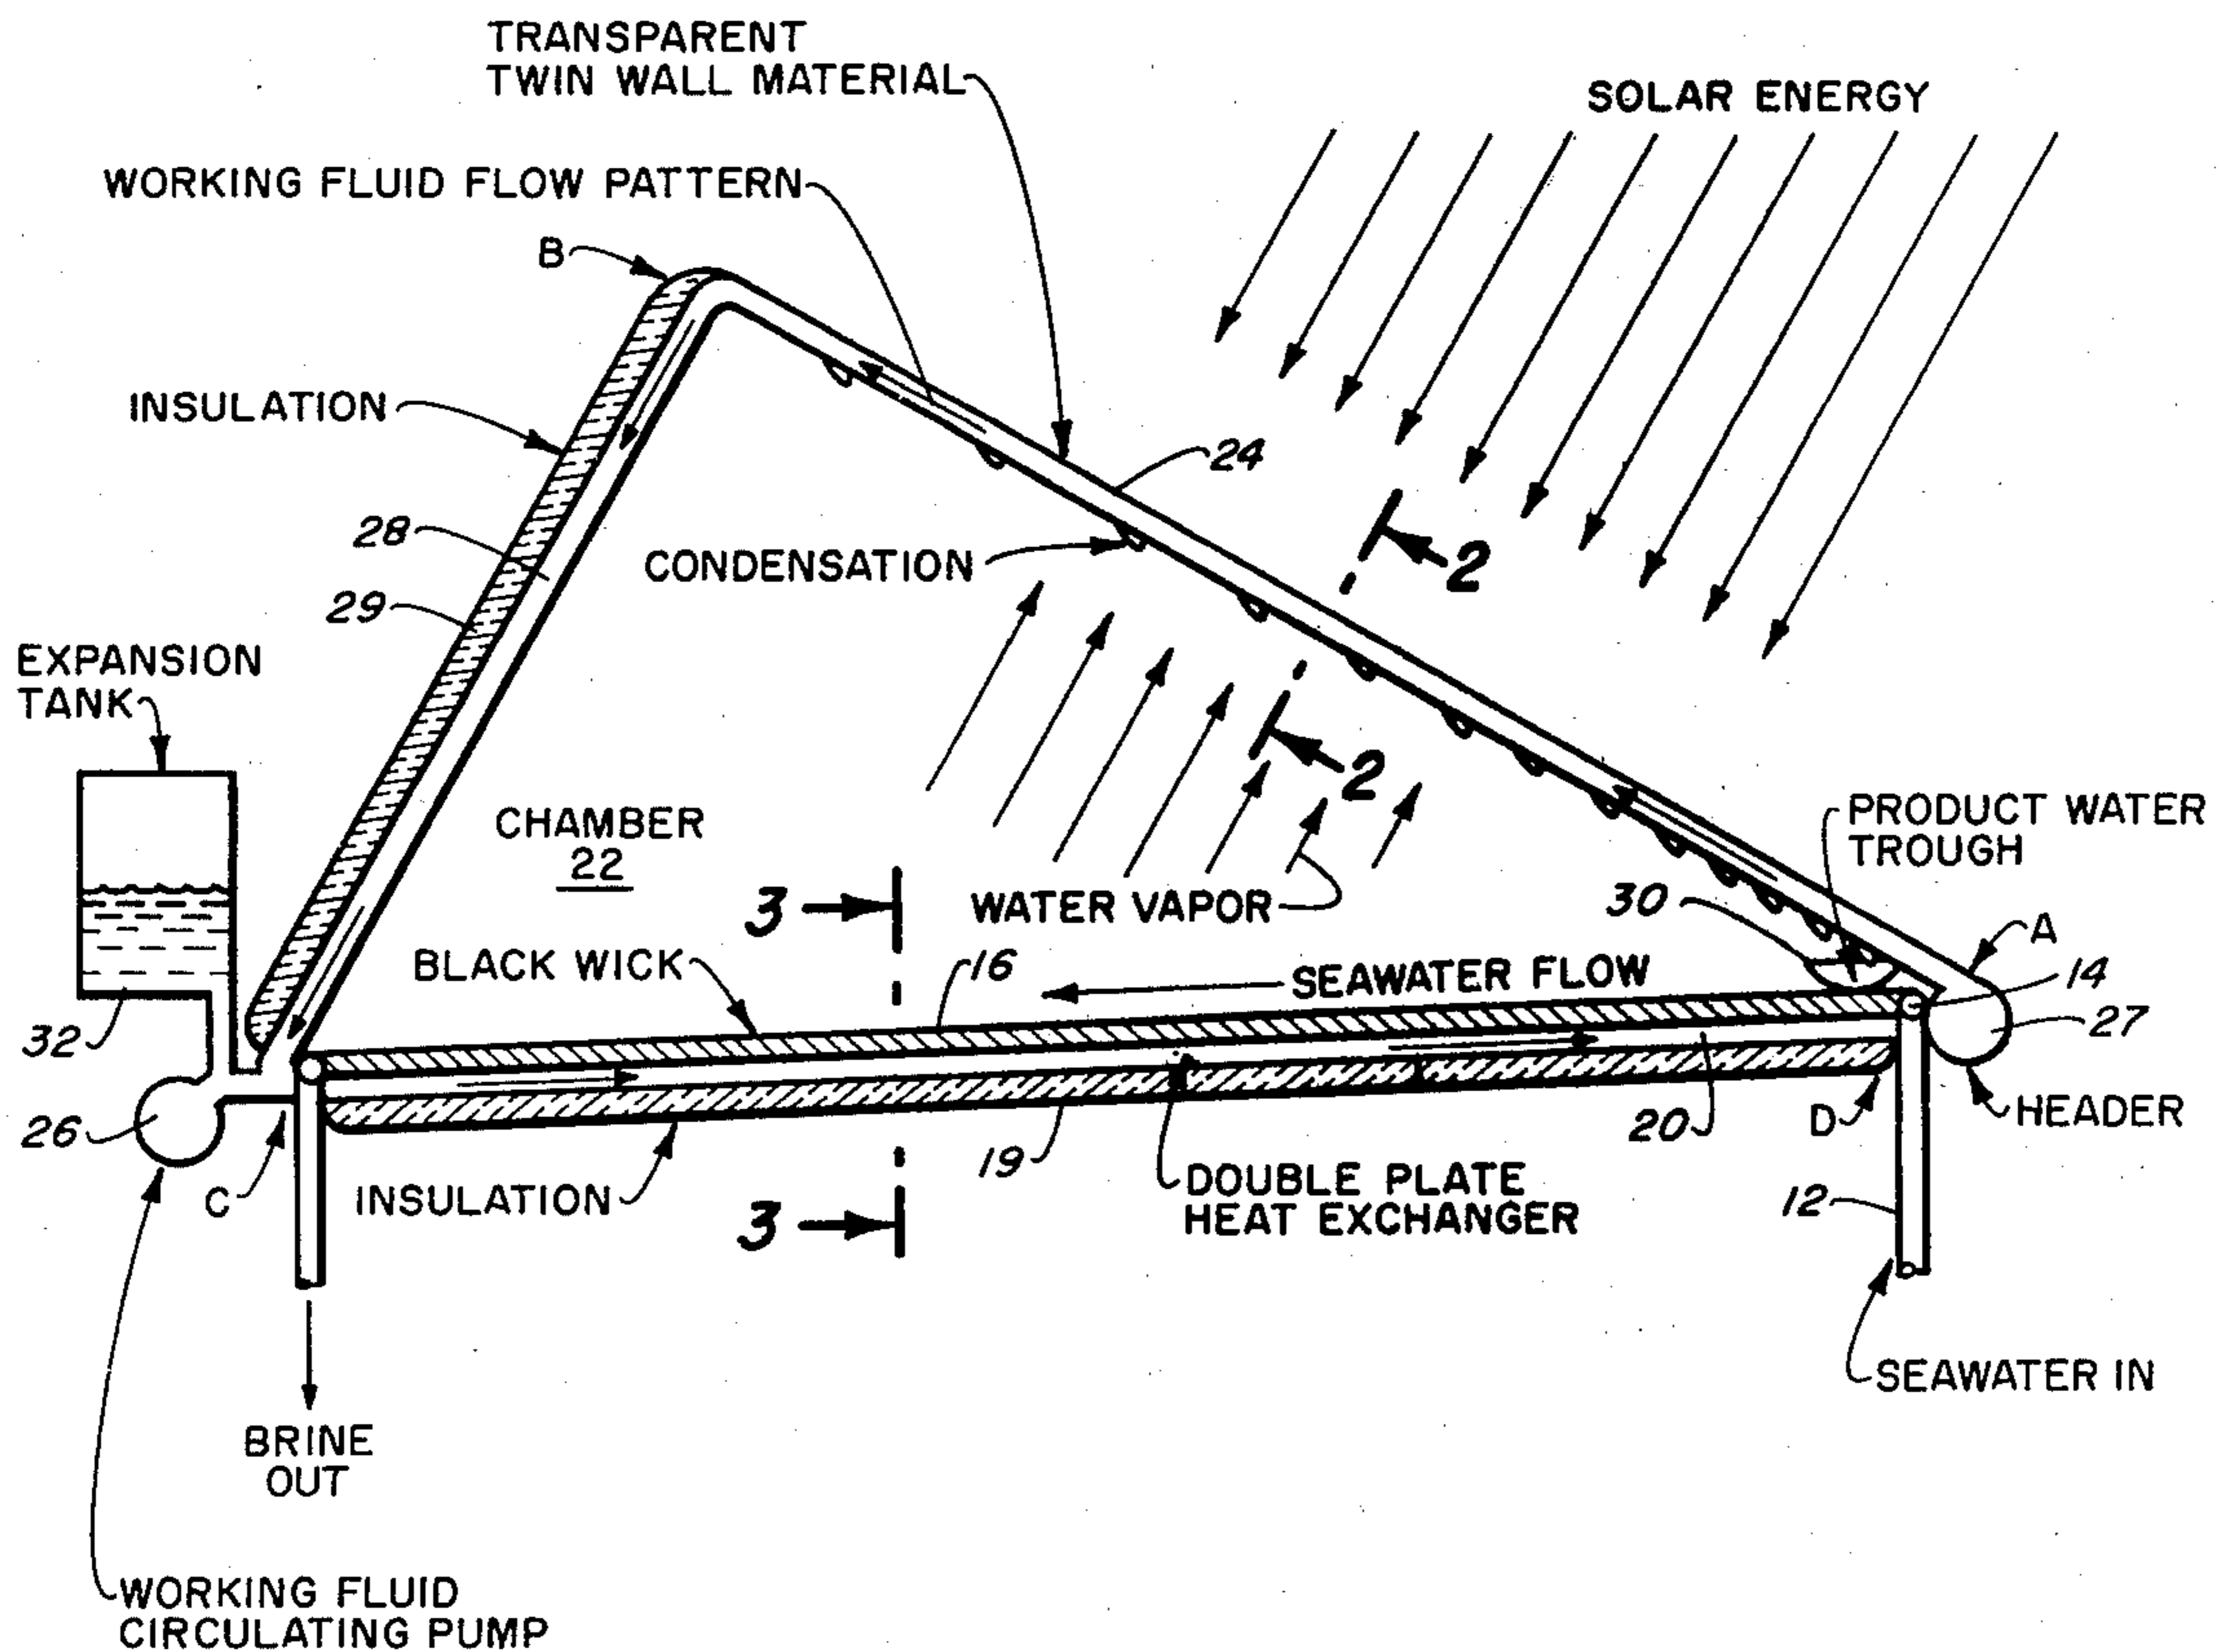 TRANSPARENT
TWIN WALL MATERIAL
SOLAR ENERGY
WORKING FLUID FLOW PATTERN
B
INSULATION
24
28
CONDENSATION
2
29
EXPANSION
TANK
2
PRODUCT WATER
TROUGH
CHAMBER
22
30
3
WATER VAPOR
A
BLACK WICK
16
SEAWATER FLOW
14
32
27
26
20
D
HEADER
C
INSULATION
19
DOUBLE PLATE
HEAT EXCHANGER
12
3
SEAWATER IN
BRINE
OUT
WORKING FLUID
CIRCULATING PUMP